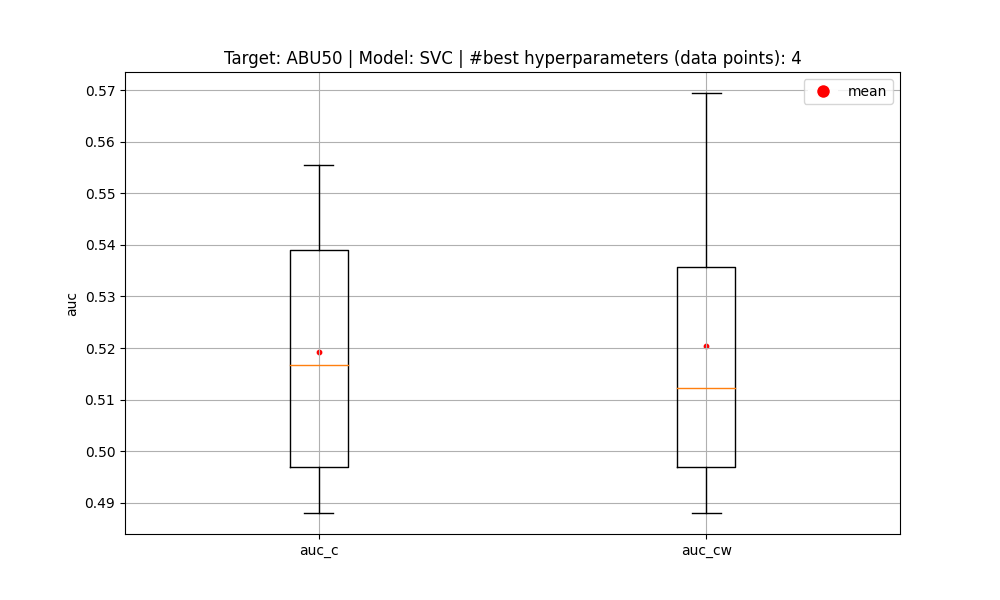 Target: ABU50 | Model: SVC | #best hyperparameters (data points): 4
mean
0.57
0.56
0.55
0.54
0.53
0.52
0.51
0.50
0.49
auc
auc_c
auc_cw